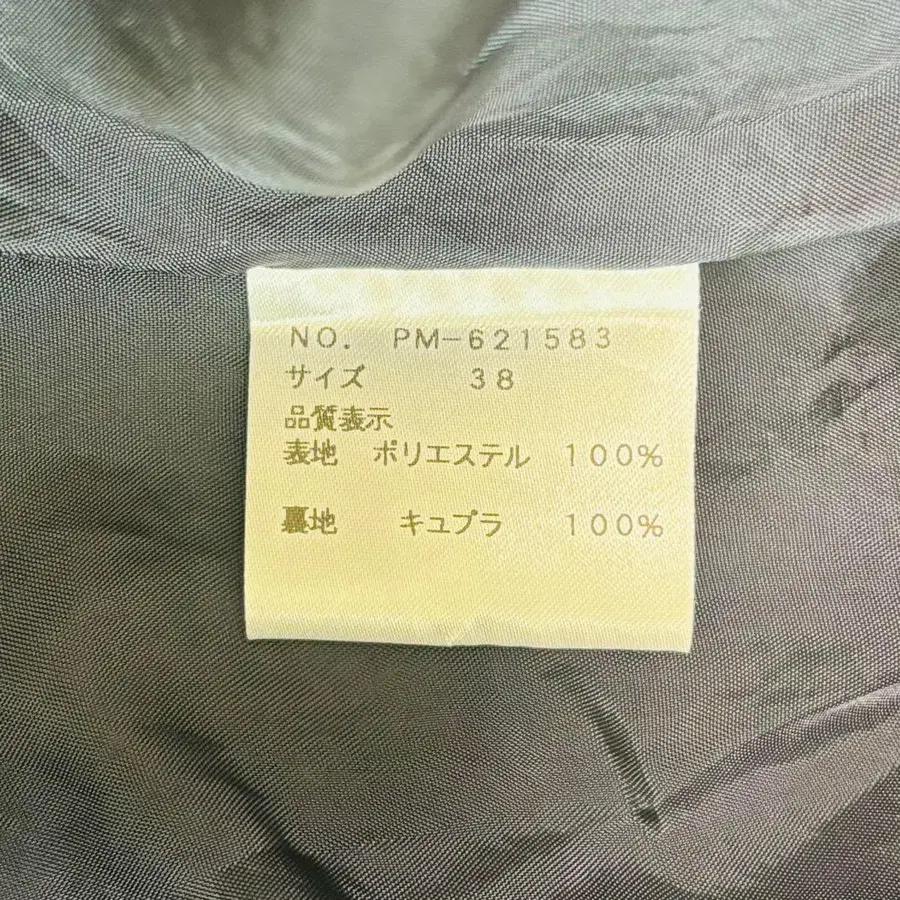 NO. PM-621583
サイズ 38
品質表示
表地 ポリエステル 100%
裏地 キュプラ 100%